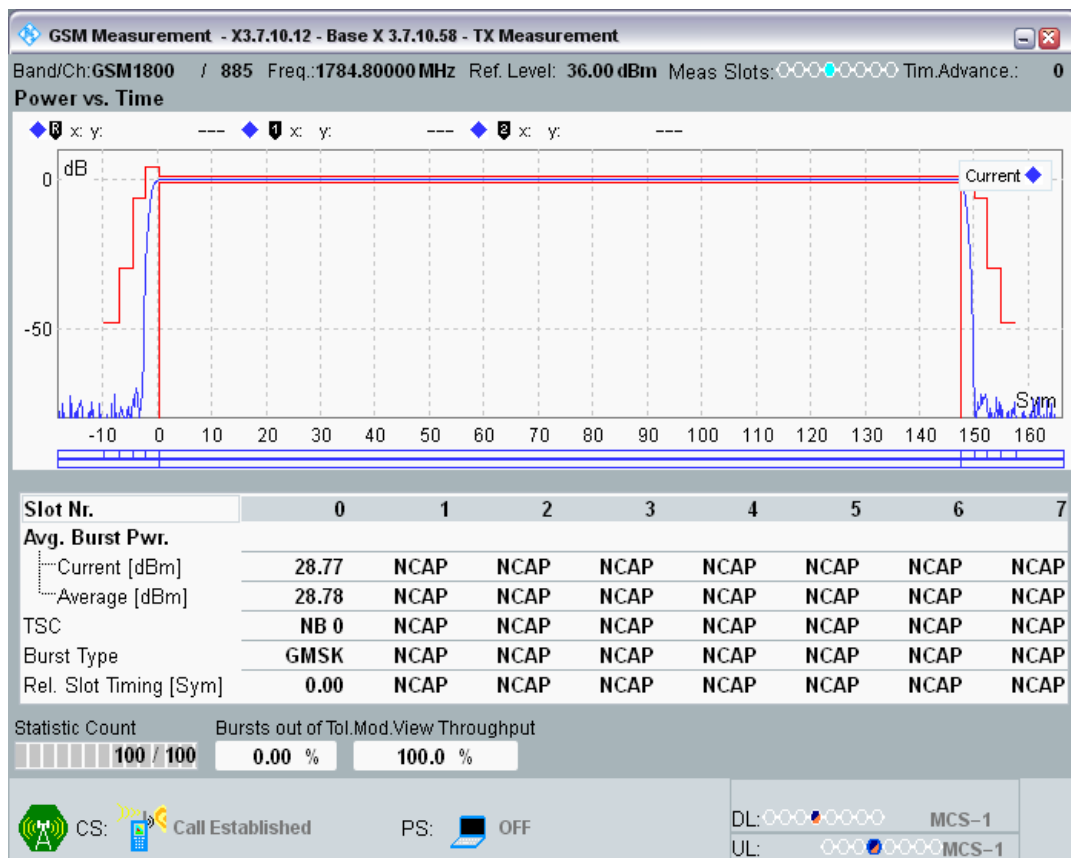 GSM Measurement - X3.7.10.12 - Base X 3.7.10.58 - TX Measurement
Band/Ch:GSM1800 / 885 Freq.:1784.80000 MHz Ref. Level: 36.00 dBm Meas Slots: Tim.Advance.: 0
Power vs. Time
R x: y: --- 1 x: y: --- 2 x: y: ---
dB
Current
0
-50
Sym
-10 0 10 20 30 40 50 60 70 80 90 100 110 120 130 140 150 160
Slot Nr. 0 1 2 3 4 5 6 7
Avg. Burst Pwr.
Current [dBm] 28.77 NCAP NCAP NCAP NCAP NCAP NCAP NCAP
Average [dBm] 28.78 NCAP NCAP NCAP NCAP NCAP NCAP NCAP
TSC NB 0 NCAP NCAP NCAP NCAP NCAP NCAP NCAP
Burst Type GMSK NCAP NCAP NCAP NCAP NCAP NCAP NCAP
Rel. Slot Timing [Sym] 0.00 NCAP NCAP NCAP NCAP NCAP NCAP NCAP
Statistic Count Bursts out of Tol.Mod.View Throughput
100 / 100 0.00 % 100.0 %
CS: Call Established PS: OFF
DL: MCS-1
UL: MCS-1